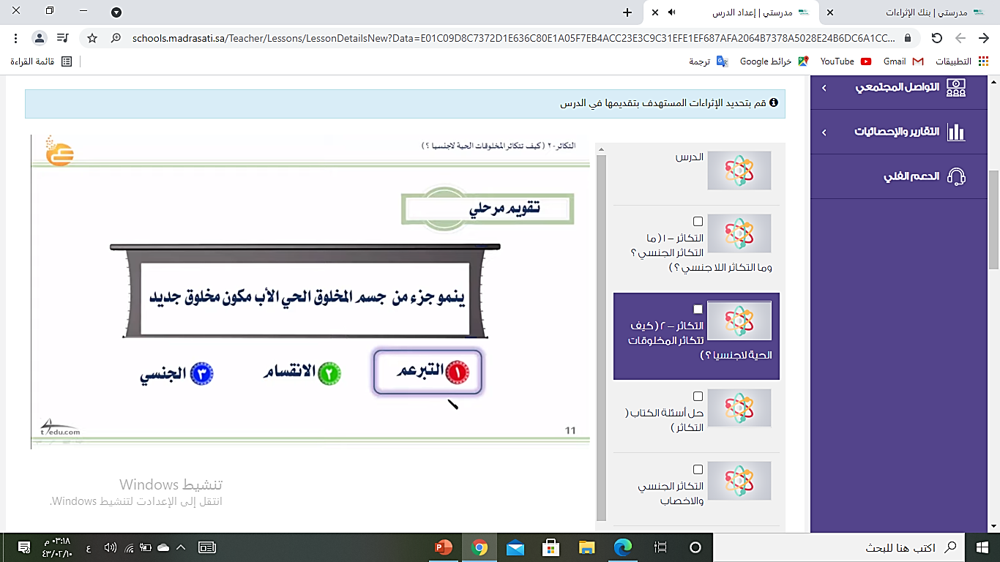 مدرستي | بنك الإثراءات
مدرستي | إعداد الدرس
schools.madrasati.sa/Teacher/Lessons/LessonDetailsNew?Data=E01C09D8C7372D1E636C80E1A05F7EB4ACC23E3C9C31EFE1EF687AFA2064B7378A5028E24B6DC6A1CC...
التطبيقات
Gmail
YouTube
خرائط Google
ترجمة
قائمة القراءة
التواصل المجتمعي
التقارير والإحصائيات
الدعم الفني
قم بتحديد الإثراءات المستهدف بتقديمها في الدرس
الدرس
التكاثر – ١ ( ما
التكاثر الجنسي ؟
وما التكاثر اللا جنسي ؟ )
التكاثر – ٢ ( كيف
تتكاثر المخلوقات
الحية لاجنسيا ؟ )
حل أسئلة الكتاب (
التكاثر )
التكاثر الجنسي
والاخصاب
التكاثر-٢ ( كيف تتكاثر المخلوقات الحية لاجنسيا ؟ )
تقويم مرحلي
ينمو جزء من جسم المخلوق الحي الأب مكون مخلوق جديد
١ التبرعم
٢ الانقسام
٣ الجنسي
11
t4edu.com
تنشيط Windows
انتقل إلى الإعدادت لتنشيط Windows.
اكتب هنا للبحث
ع
٠٣:١٨ م
٤٣/٠٢/١٠